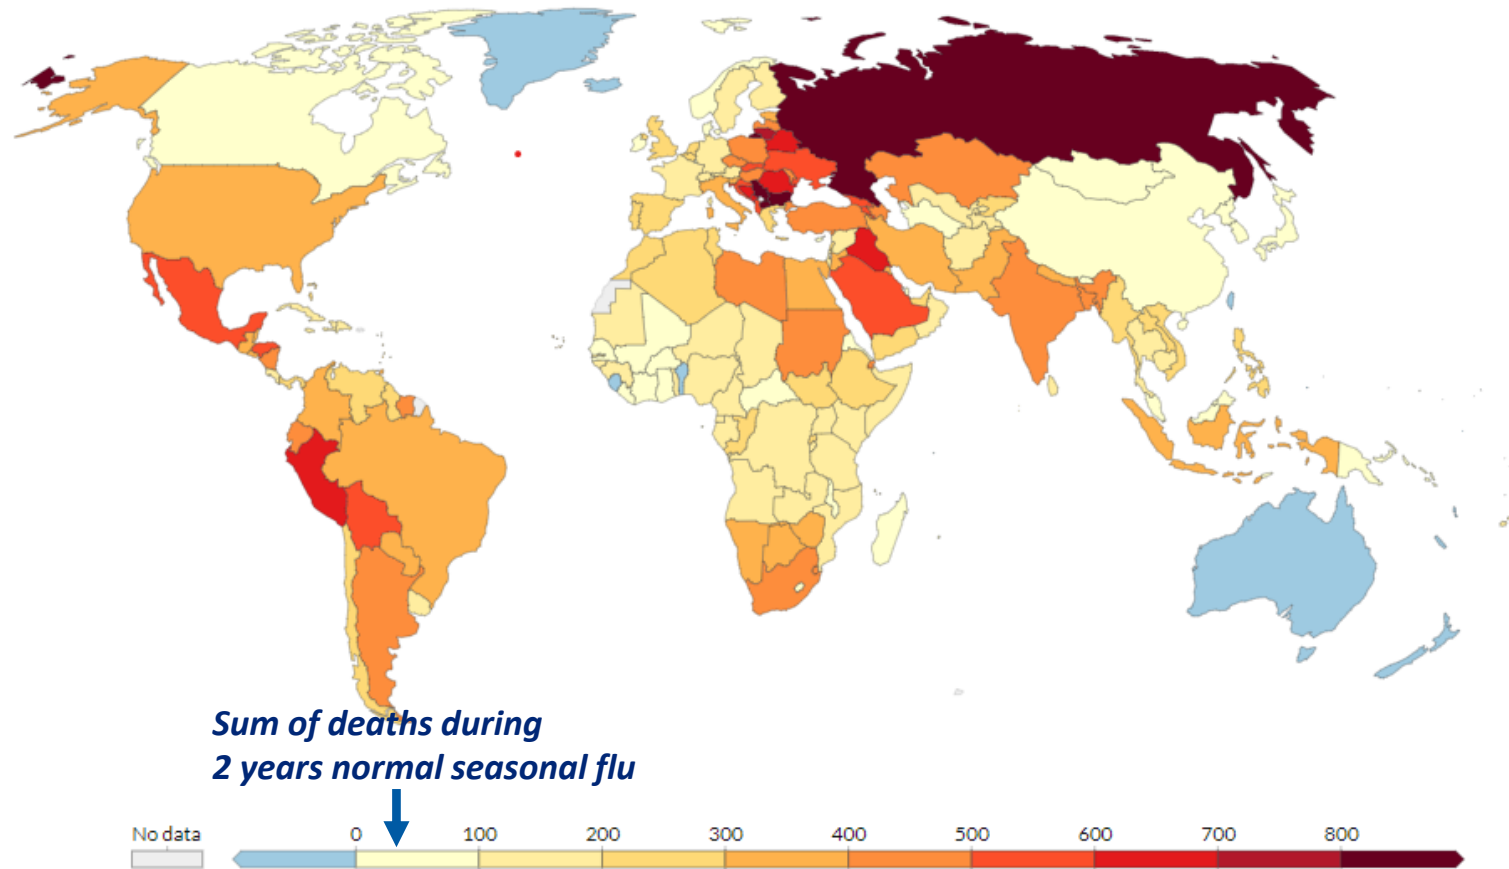 Sum of deaths during
2 years normal seasonal flu
No data 0 100 200 300 400 500 600 700 800